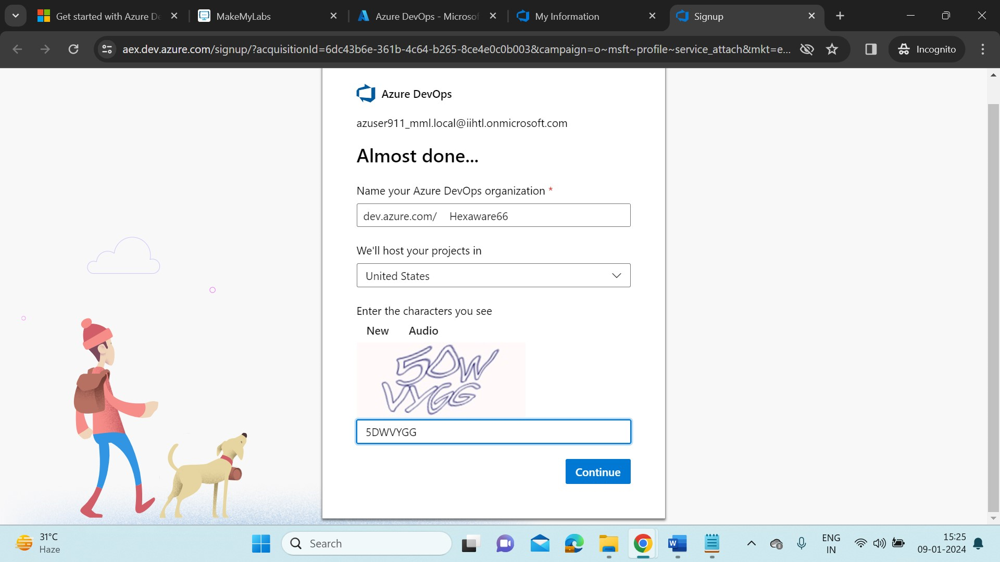 Get started with Azure De
MakeMyLabs
Azure DevOps - Microsof
My Information
Signup
aex.dev.azure.com/signup/?acquisitionId=6dc43b6e-361b-4c64-b265-8ce4e0c0b003&campaign=o~msft~profile~service_attach&mkt=e...
Incognito
Azure DevOps
azuser911_mml.local@iihtl.onmicrosoft.com
Almost done...
Name your Azure DevOps organization *
dev.azure.com/ Hexaware66
We'll host your projects in
United States
Enter the characters you see
New Audio
5DW
VYGG
5DWVYGG
Continue
31°C
Haze
Search
ENG
IN
15:25
09-01-2024